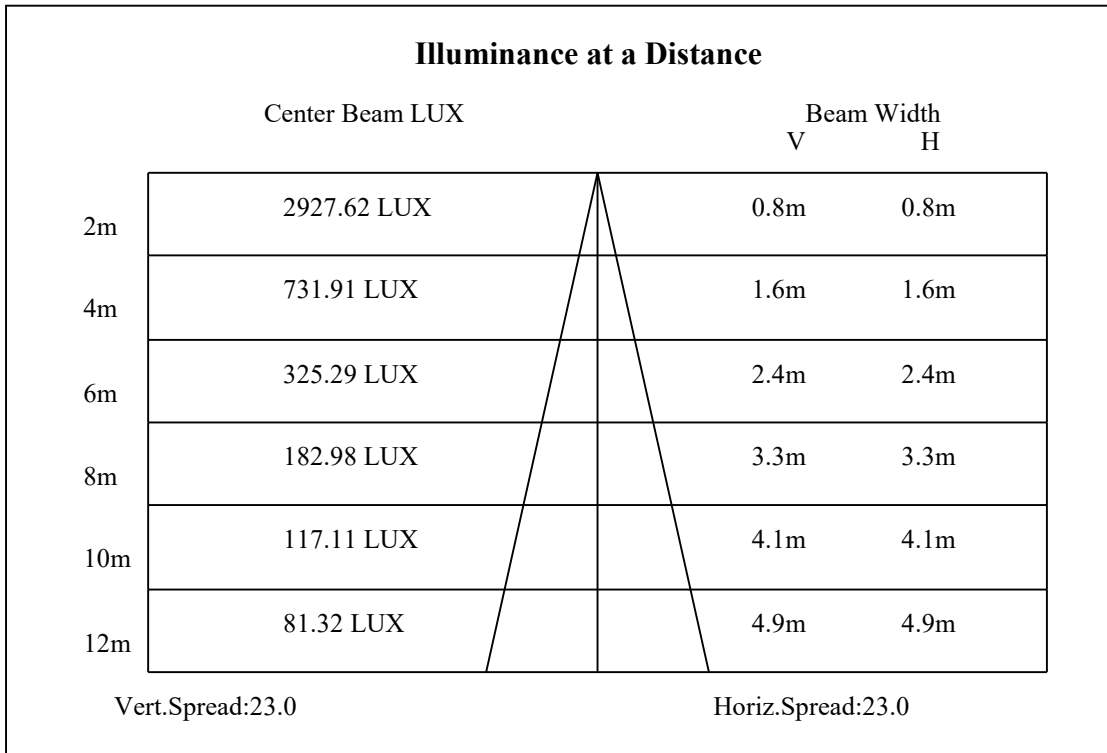 Illuminance at a Distance
Center Beam LUX Beam Width
V H
2m 2927.62 LUX 0.8m 0.8m
4m 731.91 LUX 1.6m 1.6m
6m 325.29 LUX 2.4m 2.4m
8m 182.98 LUX 3.3m 3.3m
10m 117.11 LUX 4.1m 4.1m
12m 81.32 LUX 4.9m 4.9m
Vert.Spread:23.0 Horiz.Spread:23.0